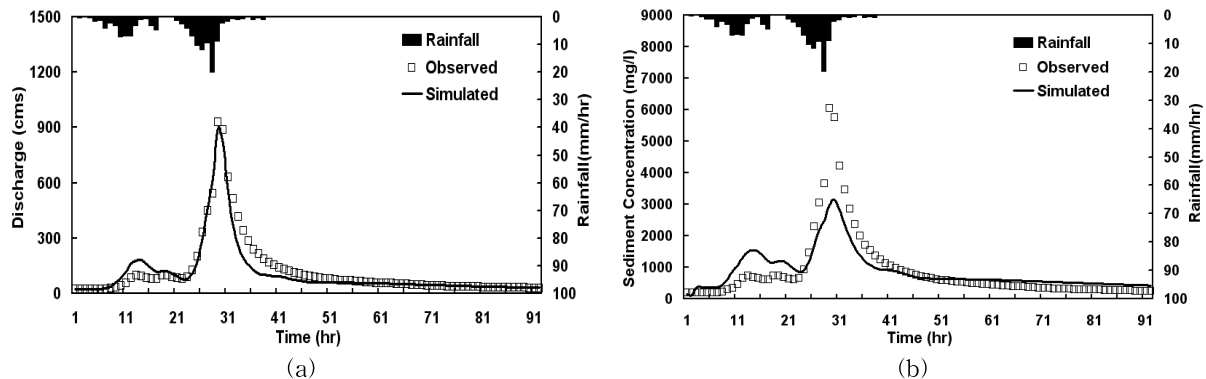 1500
1200
900
600
300
0
Discharge (cms)
0
10
20
30
40
50
60
70
80
90
100
Rainfall(mm/hr)
Rainfall
Observed
Simulated
1 11 21 31 41 51 61 71 81 91
Time (hr)
(a)
9000
8000
7000
6000
5000
4000
3000
2000
1000
0
Sediment Concentration (mg/l)
0
10
20
30
40
50
60
70
80
90
100
Rainfall(mm/hr)
Rainfall
Observed
Simulated
1 11 21 31 41 51 61 71 81 91
Time (hr)
(b)